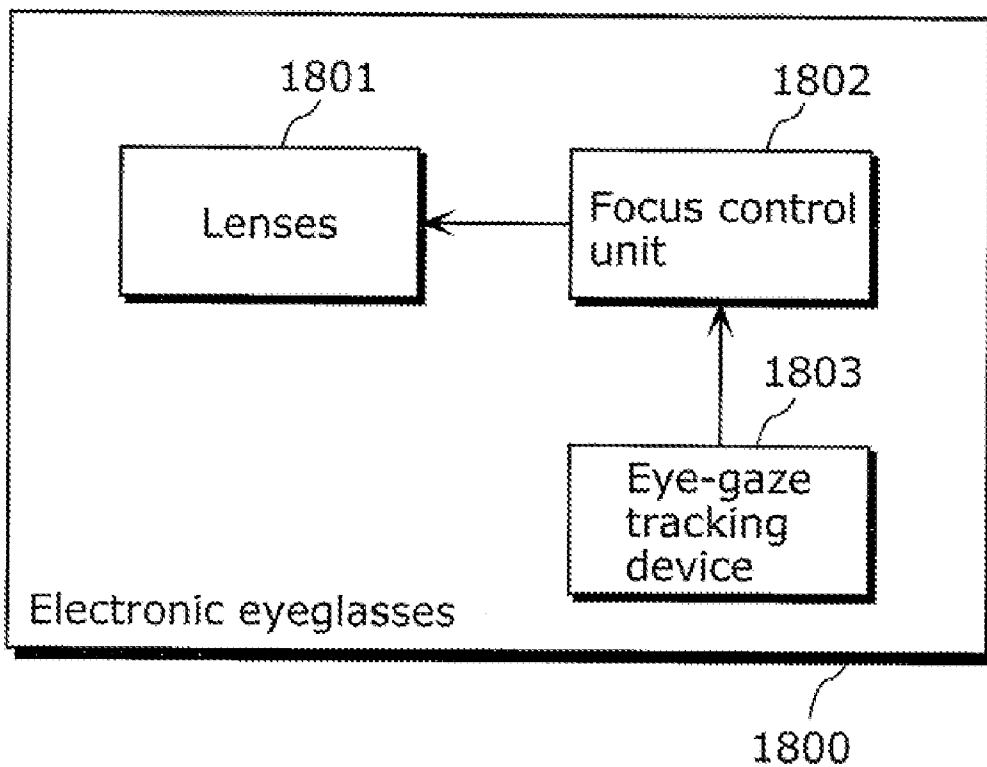 1801
1802
Lenses
Focus control
unit
1803
Eye-gaze
tracking
device
Electronic eyeglasses
1800